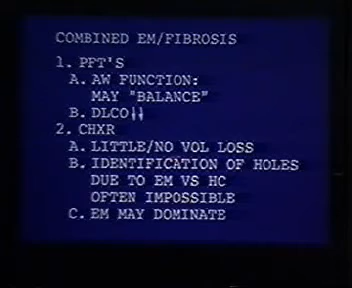 COMBINED EM/FIBROSIS
1. PFT'S
A. AW FUNCTION:
MAY "BALANCE"
B. DLCO↓↓
2. CHXR
A. LITTLE/NO VOL LOSS
B. IDENTIFICATION OF HOLES
DUE TO EM VS HC
OFTEN IMPOSSIBLE
C. EM MAY DOMINATE